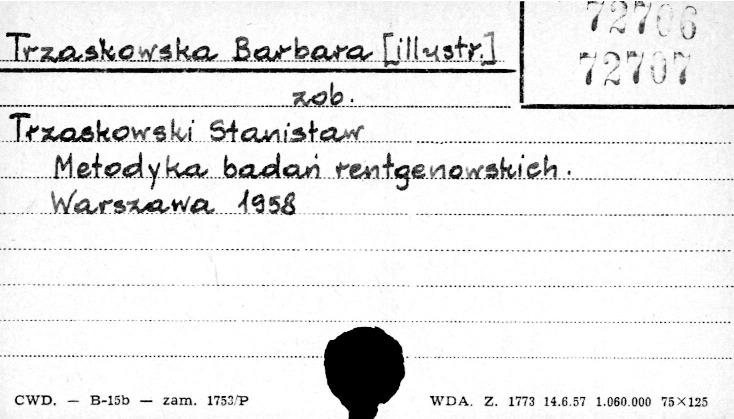 72706
72707
Trzaskowska Barbara [illustr.]
zob.
Trzaskowski Stanisław
Metodyka badań rentgenowskich.
Warszawa 1958
CWD. — B-15b — zam. 1753/P
WDA. Z. 1773 14.6.57 1.060.000 75×125